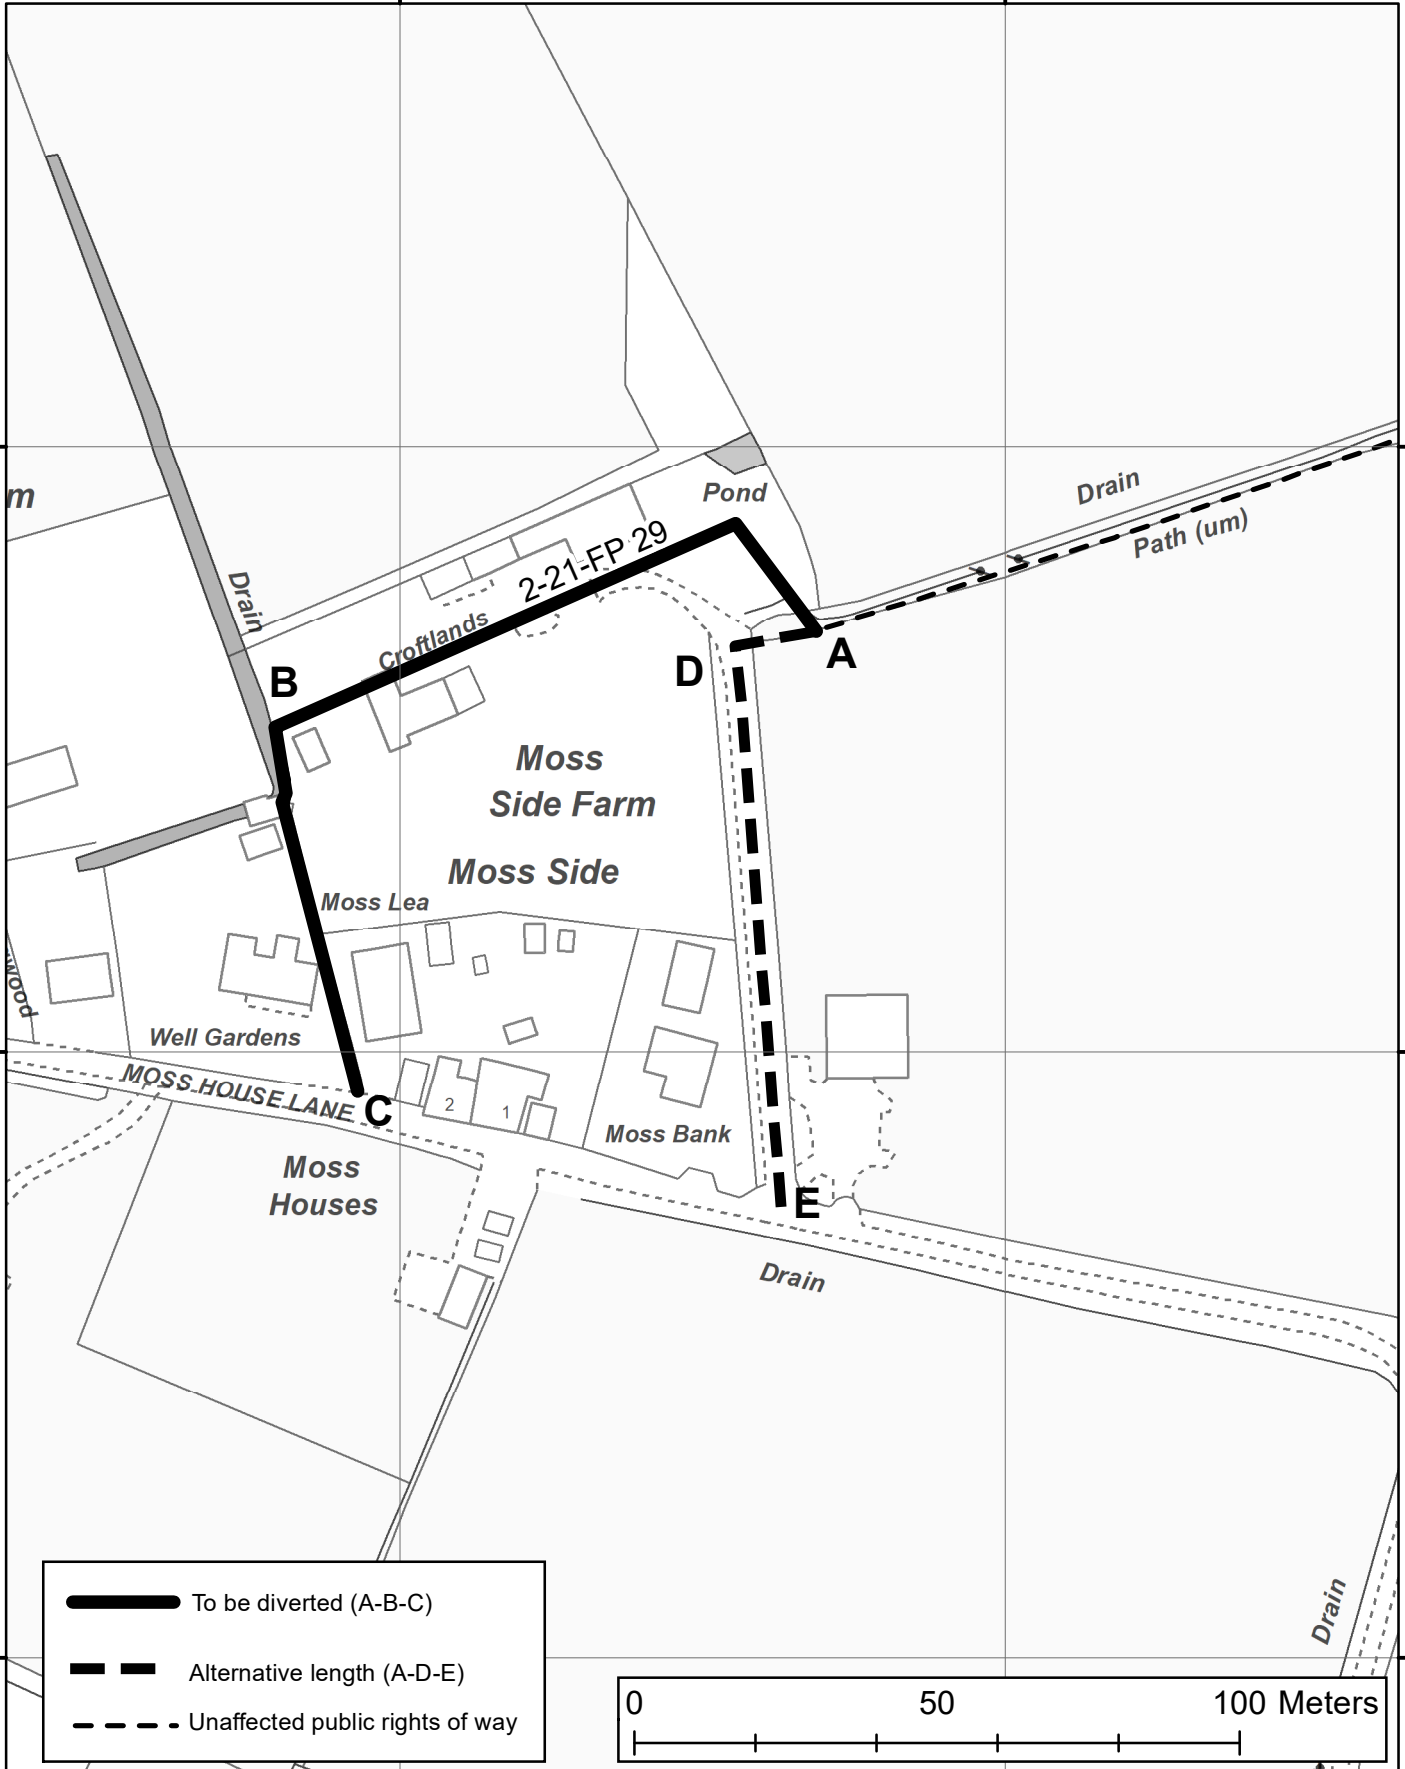 m
Pond
Drain
Path (um)
2-21-FP 29
Croftlands
Drain
A
B
D
Moss
Side Farm
Moss Side
Moss Lea
wood
Well Gardens
MOSS HOUSE LANE
C
2
1
Moss Bank
Moss
Houses
E
Drain
Drain
To be diverted (A-B-C)
Alternative length (A-D-E)
Unaffected public rights of way
0 50 100 Meters